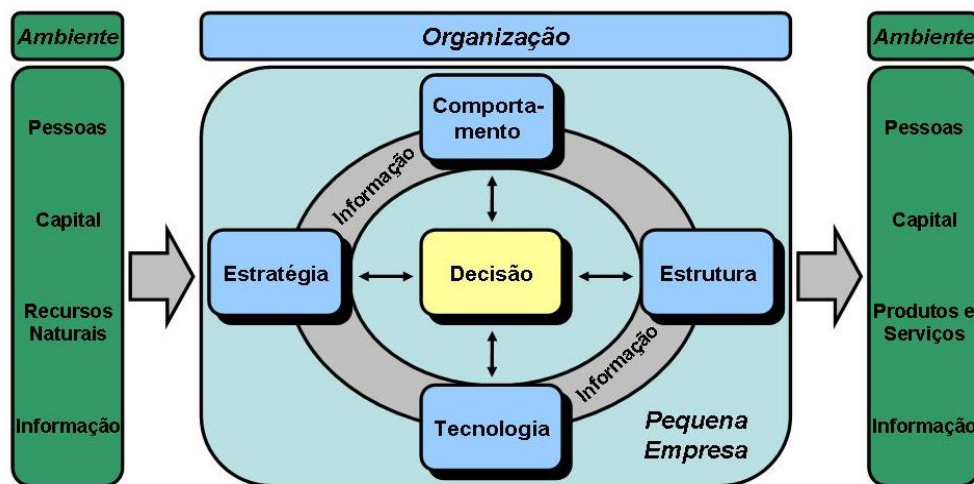 Ambiente
Pessoas
Capital
Recursos
Naturais
Informação
Organização
Comporta-
mento
Informação
Estratégia
Decisão
Estrutura
Informação
Tecnologia
Pequena
Empresa
Ambiente
Pessoas
Capital
Produtos e
Serviços
Informação